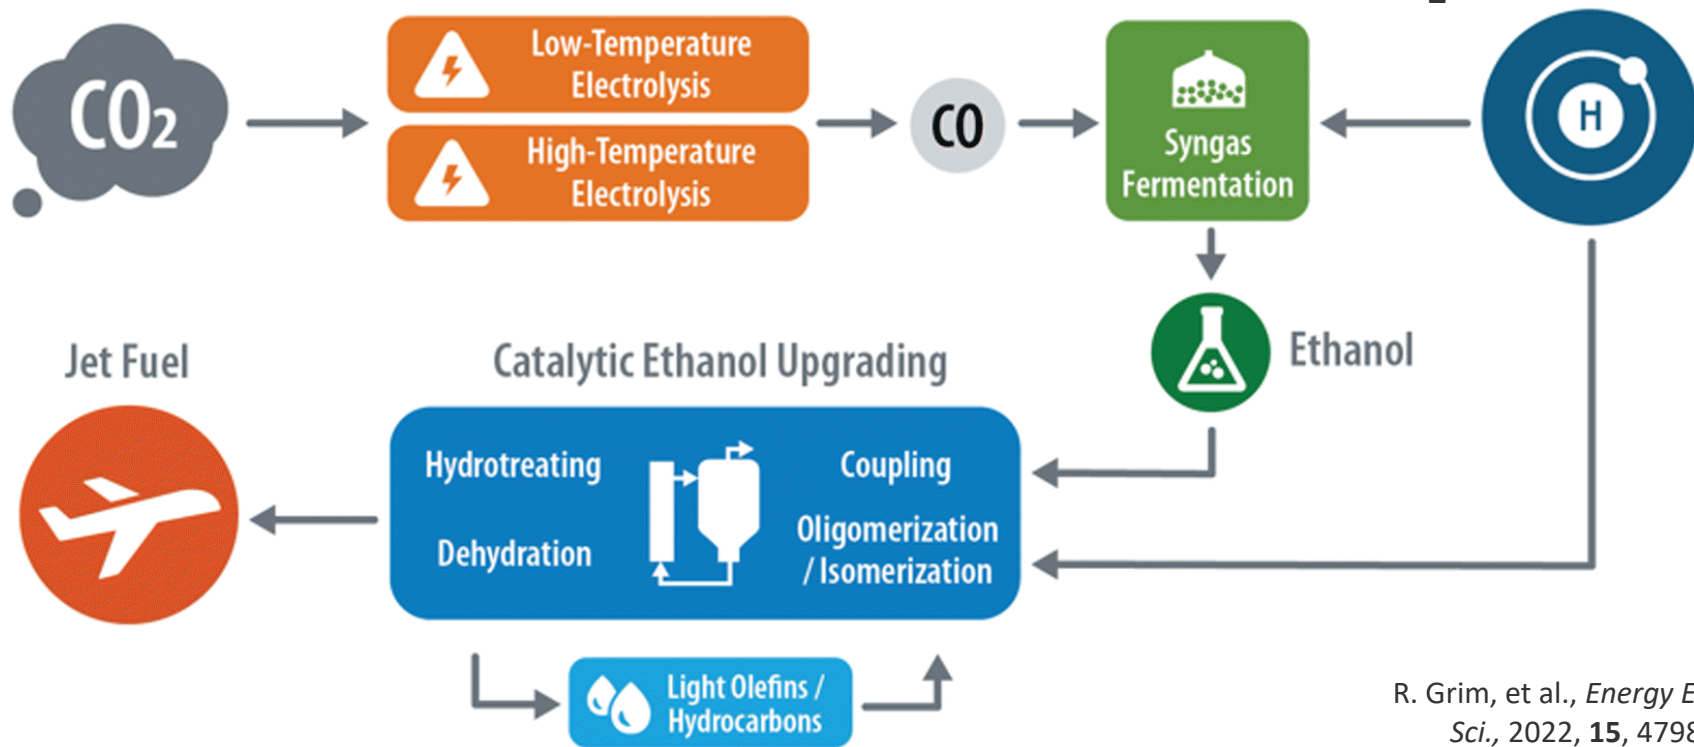 CO2
Low-Temperature
Electrolysis
High-Temperature
Electrolysis
CO
Syngas
Fermentation
H
Ethanol
Jet Fuel
Catalytic Ethanol Upgrading
Hydrotreating
Coupling
Dehydration
Oligomerization
/ Isomerization
Light Olefins /
Hydrocarbons
R. Grim, et al., Energy E
Sci., 2022, 15, 4798